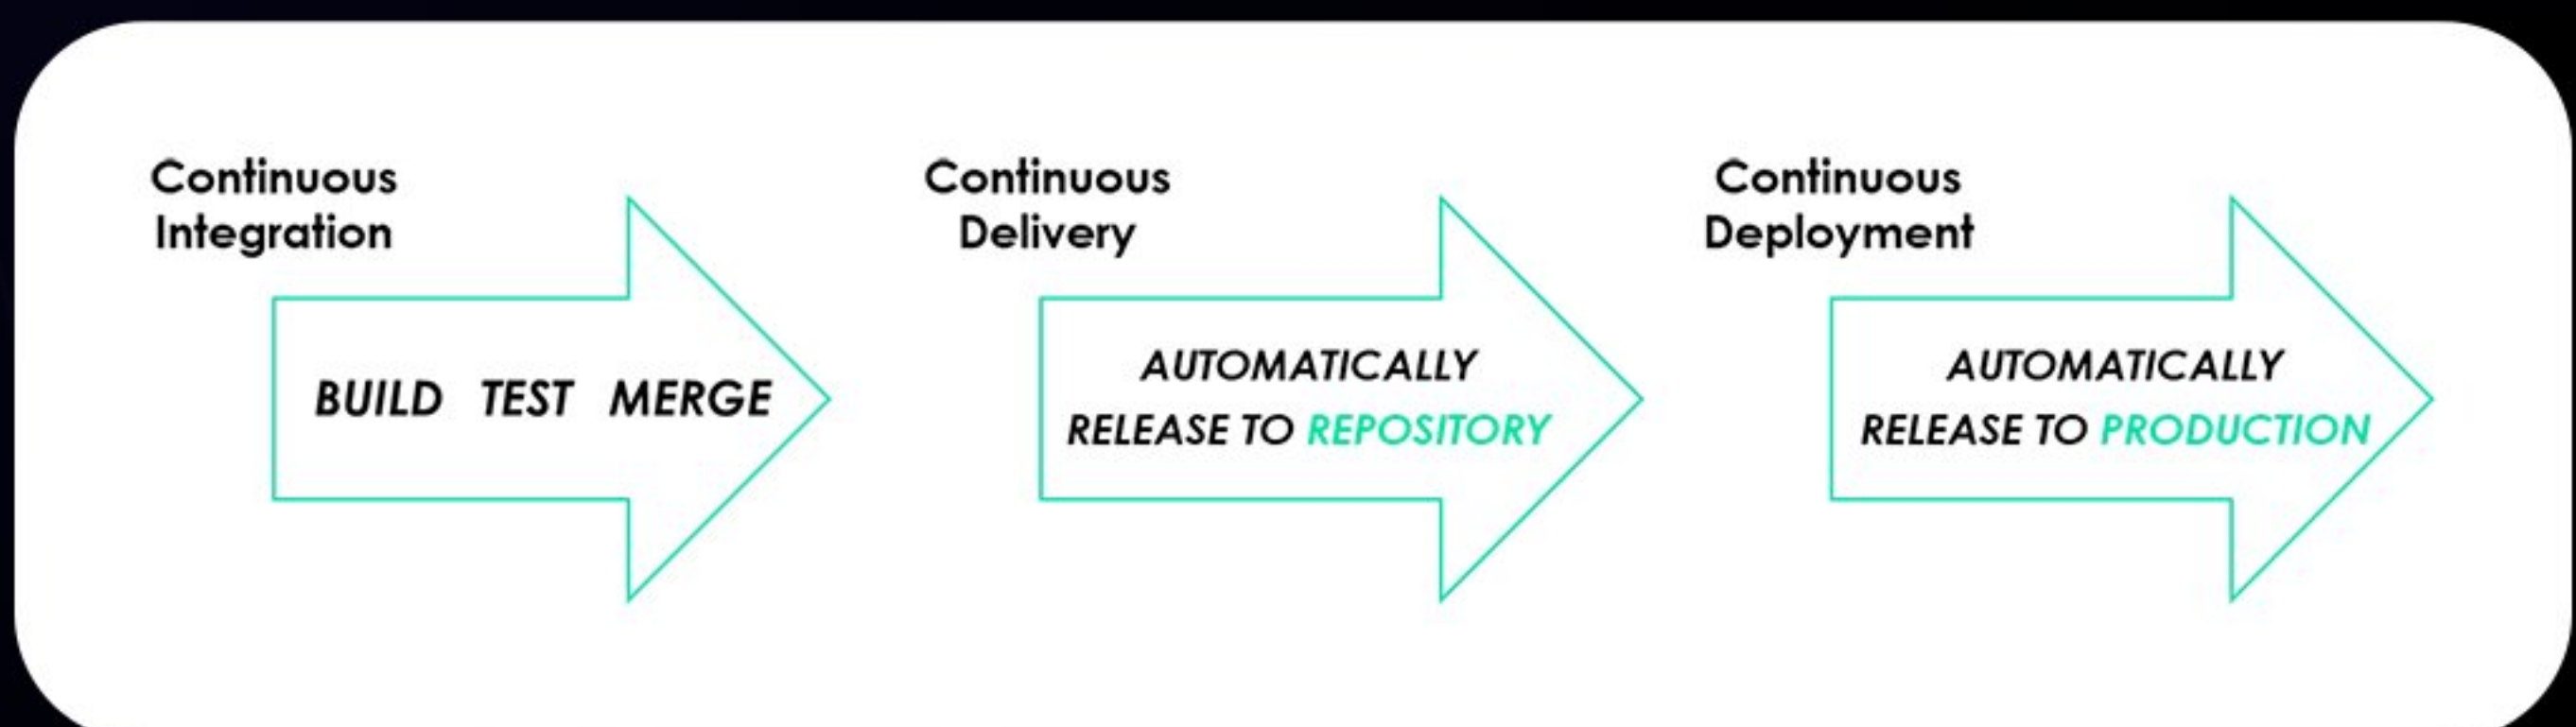 Continuous
Integration
BUILD TEST MERGE
Continuous
Delivery
AUTOMATICALLY
RELEASE TO REPOSITORY
Continuous
Deployment
AUTOMATICALLY
RELEASE TO PRODUCTION